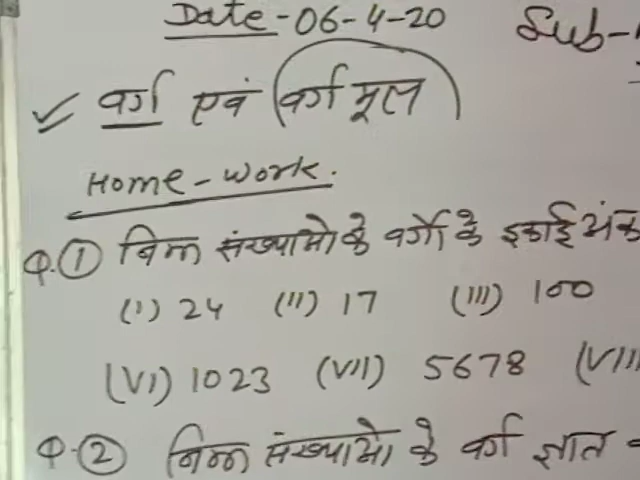 Date-06-4-20 Sub-
वर्ग एवं वर्ग मूल
Home-work.
Q.① निम्न संख्याओ के वर्गो के इकाई अंक
(I) 24 (II) 17 (III) 100
(VI) 1023 (VII) 5678 (VIII
Q.② निम्न संख्याओ के वर्ग ज्ञात